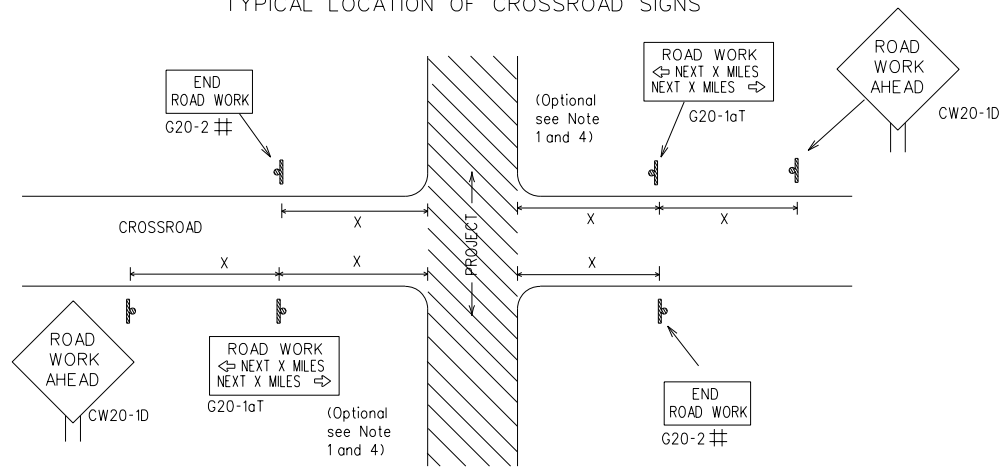 TYPICAL LOCATION OF CROSSROAD SIGNS
END
ROAD WORK
G20-2 #
(Optional
see Note
1 and 4)
ROAD WORK
⇦ NEXT X MILES
NEXT X MILES ⇨
G20-1aT
ROAD
WORK
AHEAD
CW20-1D
X
X
X
CROSSROAD
PROJECT
X
X
X
ROAD
WORK
AHEAD
CW20-1D
ROAD WORK
⇦ NEXT X MILES
NEXT X MILES ⇨
G20-1aT
(Optional
see Note
1 and 4)
END
ROAD WORK
G20-2 #